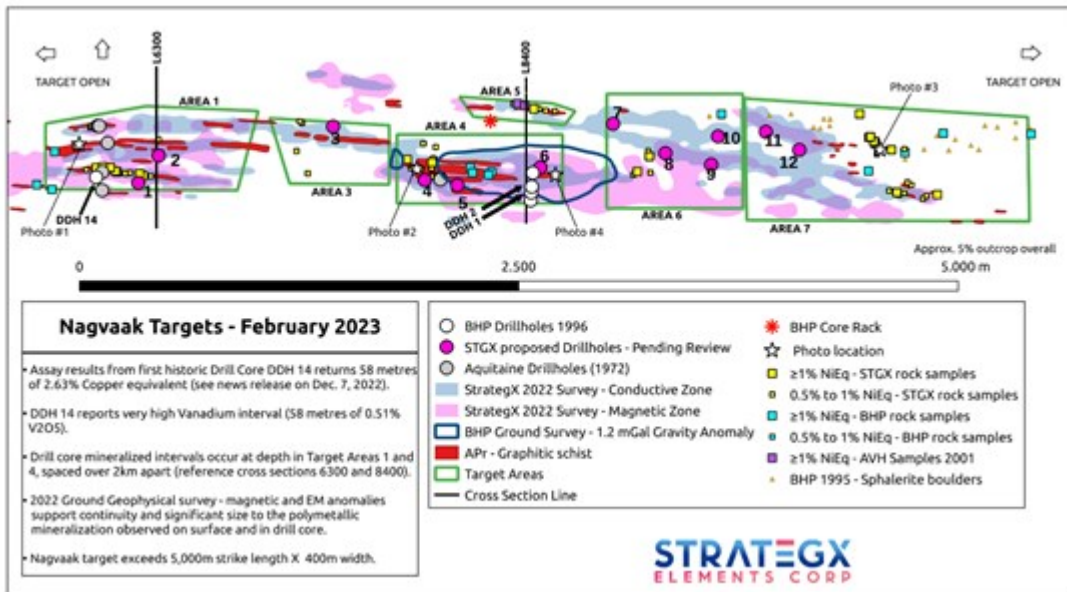 L6300
L8400
TARGET OPEN
TARGET OPEN
AREA 1
AREA 5
Photo #3
7
3
AREA 4
10
11
2
6
8
12
9
1
AREA 3
4
5
DDH 14
DDH 2
DDH 1
AREA 6
AREA 7
Photo #1
Photo #2
Photo #4
Approx. 5% outcrop overall
0
2.500
5.000 m
Nagvaak Targets - February 2023
• Assay results from first historic Drill Core DDH 14 returns 58 metres
of 2.63% Copper equivalent (see news release on Dec. 7, 2022).
• DDH 14 reports very high Vanadium interval (58 metres of 0.51%
V2O5).
• Drill core mineralized intervals occur at depth in Target Areas 1 and
4, spaced over 2km apart (reference cross sections 6300 and 8400).
• 2022 Ground Geophysical survey - magnetic and EM anomalies
support continuity and significant size to the polymetallic
mineralization observed on surface and in drill core.
• Nagvaak target exceeds 5,000m strike length X 400m width.
BHP Drillholes 1996
STGX proposed Drillholes - Pending Review
Aquitaine Drillholes (1972)
StrategX 2022 Survey - Conductive Zone
StrategX 2022 Survey - Magnetic Zone
BHP Ground Survey - 1.2 mGal Gravity Anomaly
APr - Graphitic schist
Target Areas
Cross Section Line
BHP Core Rack
Photo location
≥1% NiEq - STGX rock samples
0.5% to 1% NiEq - STGX rock samples
≥1% NiEq - BHP rock samples
0.5% to 1% NiEq - BHP rock samples
≥1% NiEq - AVH Samples 2001
BHP 1995 - Sphalerite boulders
STRATEGX
ELEMENTS CORP